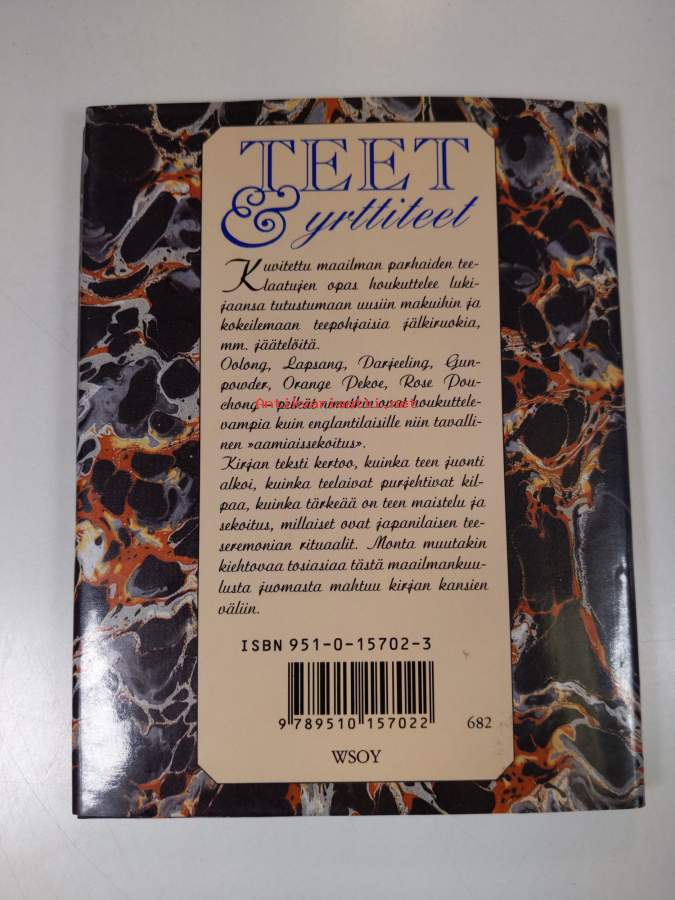 TEET
& yrttiteet
Kuvitettu maailman parhaiden tee-
laatujen opas houkuttelee luki-
jaansa tutustumaan uusiin makuihin ja
kokeilemaan teepohjaisia jälkiruokia,
mm. jäätelöitä.
Oolong, Lapsang, Darjeeling, Gun-
powder, Orange Pekoe, Rose Pou-
chong – pelkät nimetkin ovat houkuttele-
vampia kuin englantilaisille niin tavalli-
nen »aamiaissekoitus».
Kirjan teksti kertoo, kuinka teen juonti
alkoi, kuinka teelaivat purjehtivat kil-
paa, kuinka tärkeää on teen maistelu ja
sekoitus, millaiset ovat japanilaisen tee-
seremonian rituaalit. Monta muutakin
kiehtovaa tosiasiaa tästä maailmankuu-
lusta juomasta mahtuu kirjan kansien
väliin.
ISBN 951-0-15702-3
9 789510 157022
682
WSOY